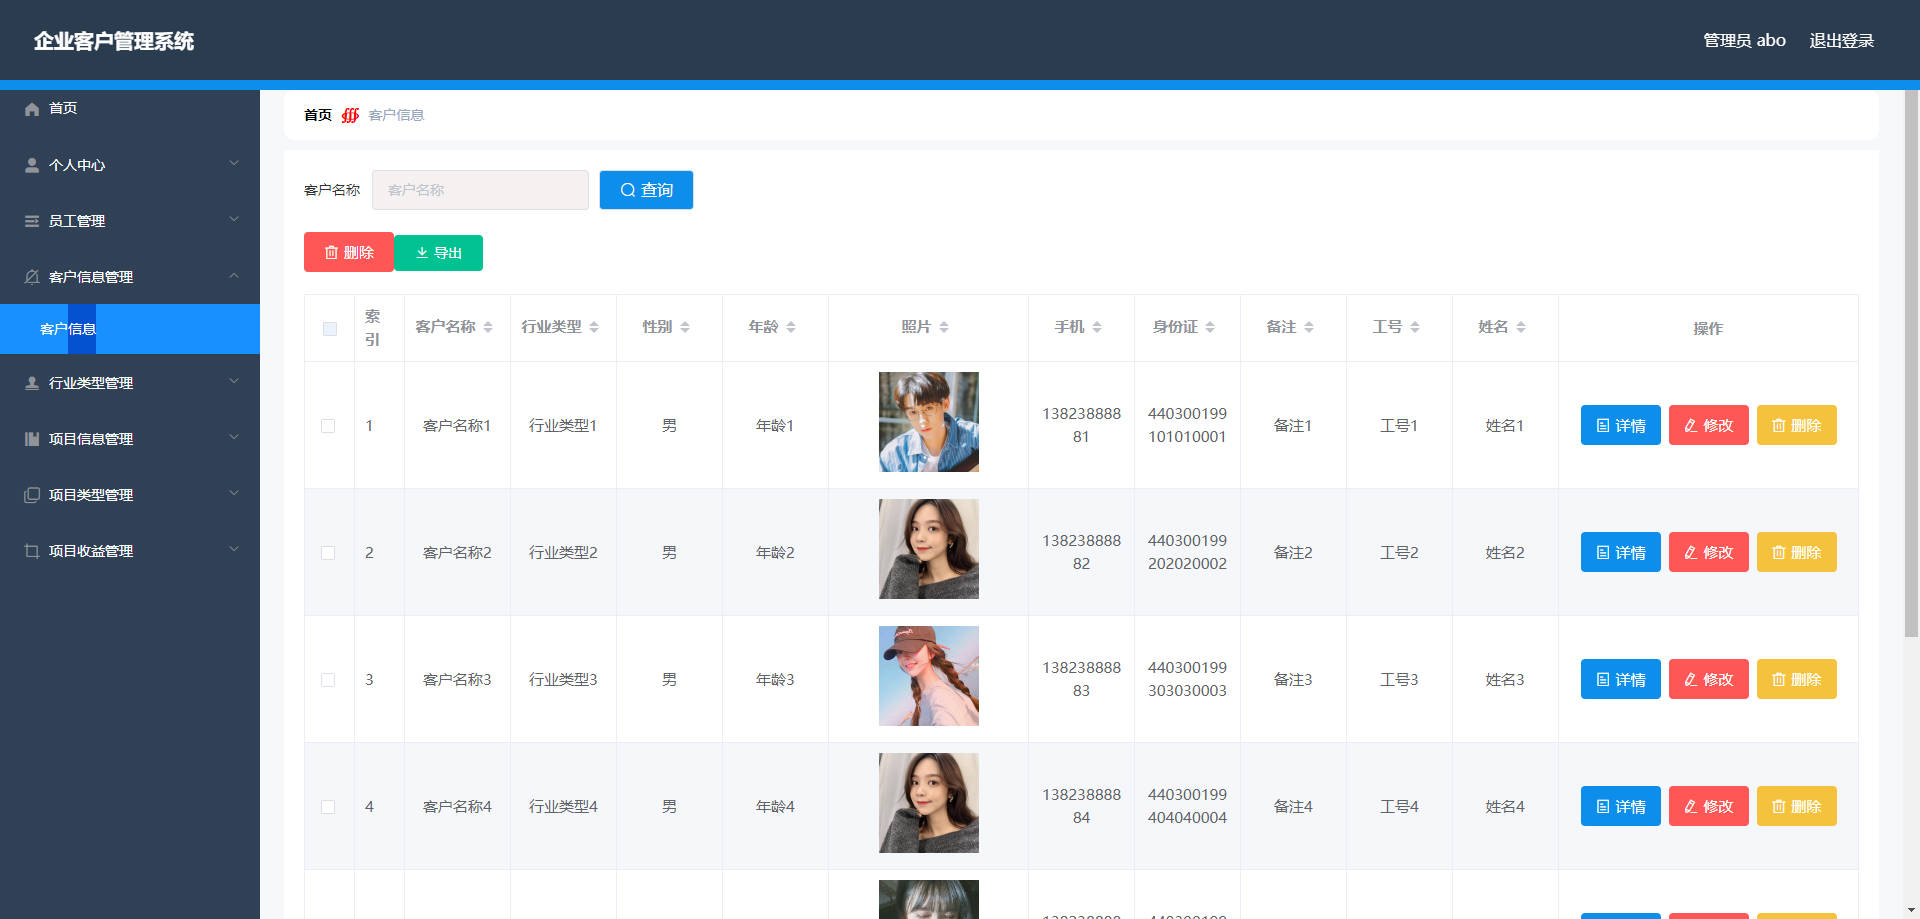 企业客户管理系统
管理员 abo 退出登录
首页
个人中心
员工管理
客户信息管理
客户信息
行业类型管理
项目信息管理
项目类型管理
项目收益管理
首页 客户信息
客户名称 客户名称 查询
删除 导出
索引 客户名称 行业类型 性别 年龄 照片 手机 身份证 备注 工号 姓名 操作
1 客户名称1 行业类型1 男 年龄1 13823888881 440300199101010001 备注1 工号1 姓名1 详情 修改 删除
2 客户名称2 行业类型2 男 年龄2 13823888882 440300199202020002 备注2 工号2 姓名2 详情 修改 删除
3 客户名称3 行业类型3 男 年龄3 13823888883 440300199303030003 备注3 工号3 姓名3 详情 修改 删除
4 客户名称4 行业类型4 男 年龄4 13823888884 440300199404040004 备注4 工号4 姓名4 详情 修改 删除